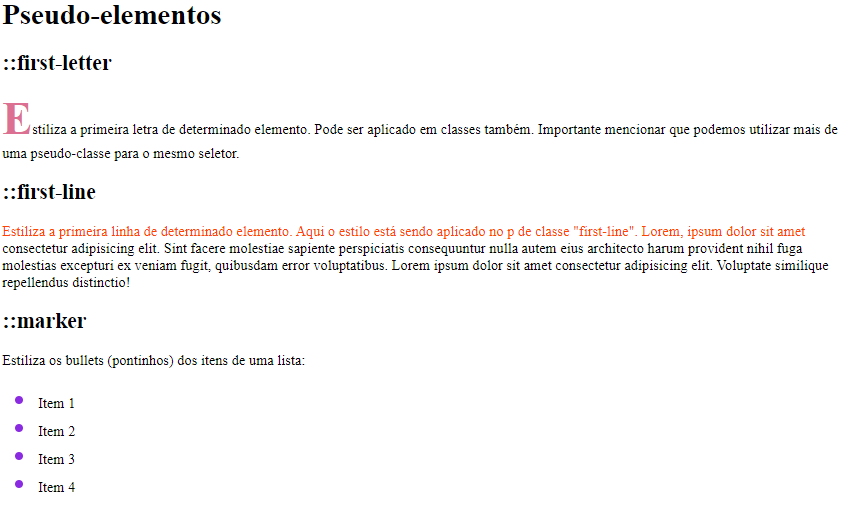 Pseudo-elementos
::first-letter
Estiliza a primeira letra de determinado elemento. Pode ser aplicado em classes também. Importante mencionar que podemos utilizar mais de
uma pseudo-classe para o mesmo seletor.
::first-line
Estiliza a primeira linha de determinado elemento. Aqui o estilo está sendo aplicado no p de classe "first-line". Lorem, ipsum dolor sit amet
consectetur adipisicing elit. Sint facere molestiae sapiente perspiciatis consequuntur nulla autem eius architecto harum provident nihil fuga
molestias excepturi ex veniam fugit, quibusdam error voluptatibus. Lorem ipsum dolor sit amet consectetur adipisicing elit. Voluptate similique
repellendus distinctio!
::marker
Estiliza os bullets (pontinhos) dos itens de uma lista:
• Item 1
• Item 2
• Item 3
• Item 4